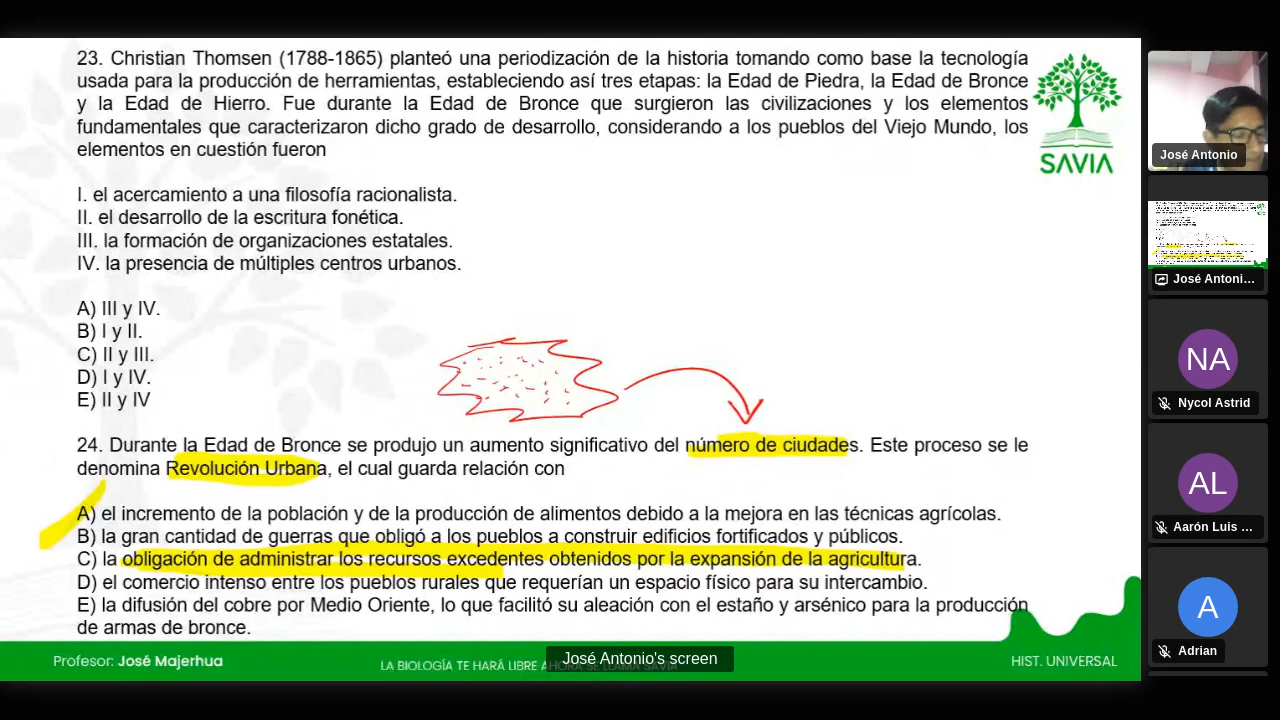 23. Christian Thomsen (1788-1865) planteó una periodización de la historia tomando como base la tecnología
usada para la producción de herramientas, estableciendo así tres etapas: la Edad de Piedra, la Edad de Bronce
y la Edad de Hierro. Fue durante la Edad de Bronce que surgieron las civilizaciones y los elementos
fundamentales que caracterizaron dicho grado de desarrollo, considerando a los pueblos del Viejo Mundo, los
elementos en cuestión fueron
I. el acercamiento a una filosofía racionalista.
II. el desarrollo de la escritura fonética.
III. la formación de organizaciones estatales.
IV. la presencia de múltiples centros urbanos.
A) III y IV.
B) I y II.
C) II y III.
D) I y IV.
E) II y IV
24. Durante la Edad de Bronce se produjo un aumento significativo del número de ciudades. Este proceso se le
denomina Revolución Urbana, el cual guarda relación con
A) el incremento de la población y de la producción de alimentos debido a la mejora en las técnicas agrícolas.
B) la gran cantidad de guerras que obligó a los pueblos a construir edificios fortificados y públicos.
C) la obligación de administrar los recursos excedentes obtenidos por la expansión de la agricultura.
D) el comercio intenso entre los pueblos rurales que requerían un espacio físico para su intercambio.
E) la difusión del cobre por Medio Oriente, lo que facilitó su aleación con el estaño y arsénico para la producción
de armas de bronce.
Profesor: José Majerhua
LA BIOLOGÍA TE HARÁ LIBRE AHORA SE LLAMA SAVIA
José Antonio's screen
HIST. UNIVERSAL
SAVIA
José Antonio
José Antoni...
NA
Nycol Astrid
AL
Aarón Luis ...
A
Adrian